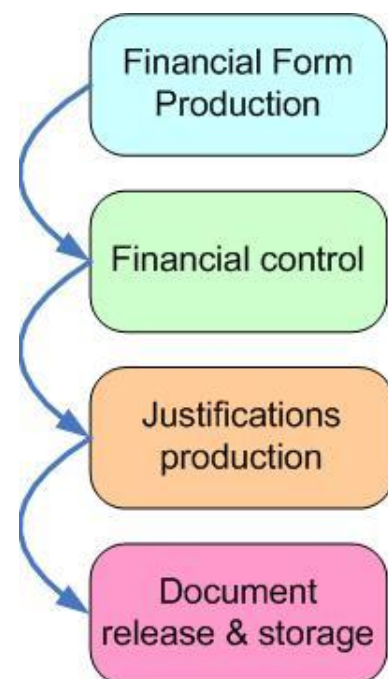 Financial Form
Production
Financial control
Justifications
production
Document
release & storage